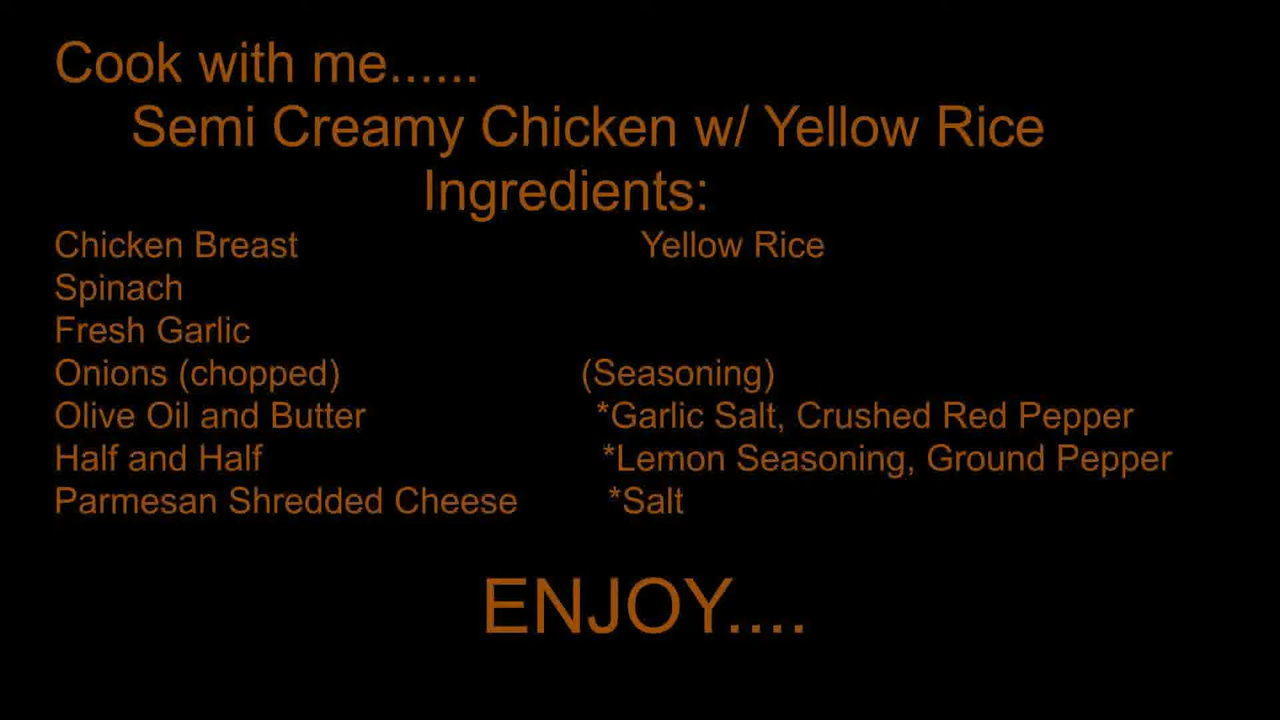 Cook with me......
Semi Creamy Chicken w/ Yellow Rice
Ingredients:
Chicken Breast Yellow Rice
Spinach
Fresh Garlic
Onions (chopped) (Seasoning)
Olive Oil and Butter *Garlic Salt, Crushed Red Pepper
Half and Half *Lemon Seasoning, Ground Pepper
Parmesan Shredded Cheese *Salt
ENJOY....